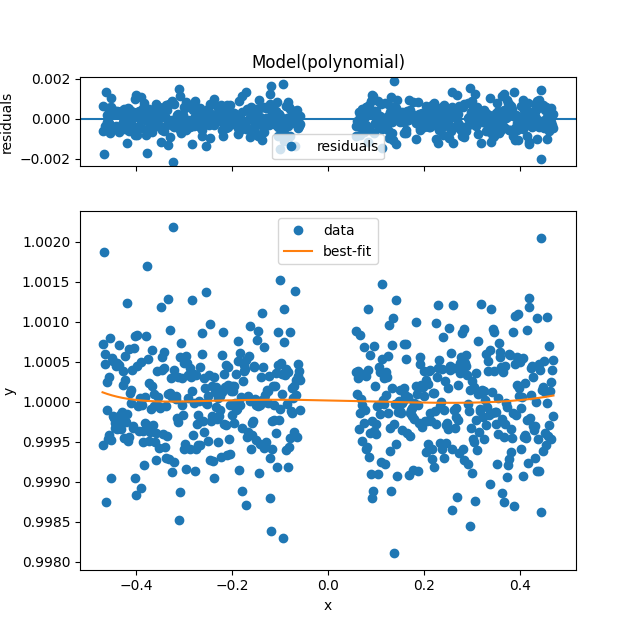 Model(polynomial)
residuals
0.002
0.000
−0.002
residuals
y
1.0020
1.0015
1.0010
1.0005
1.0000
0.9995
0.9990
0.9985
0.9980
data
best-fit
−0.4 −0.2 0.0 0.2 0.4
x